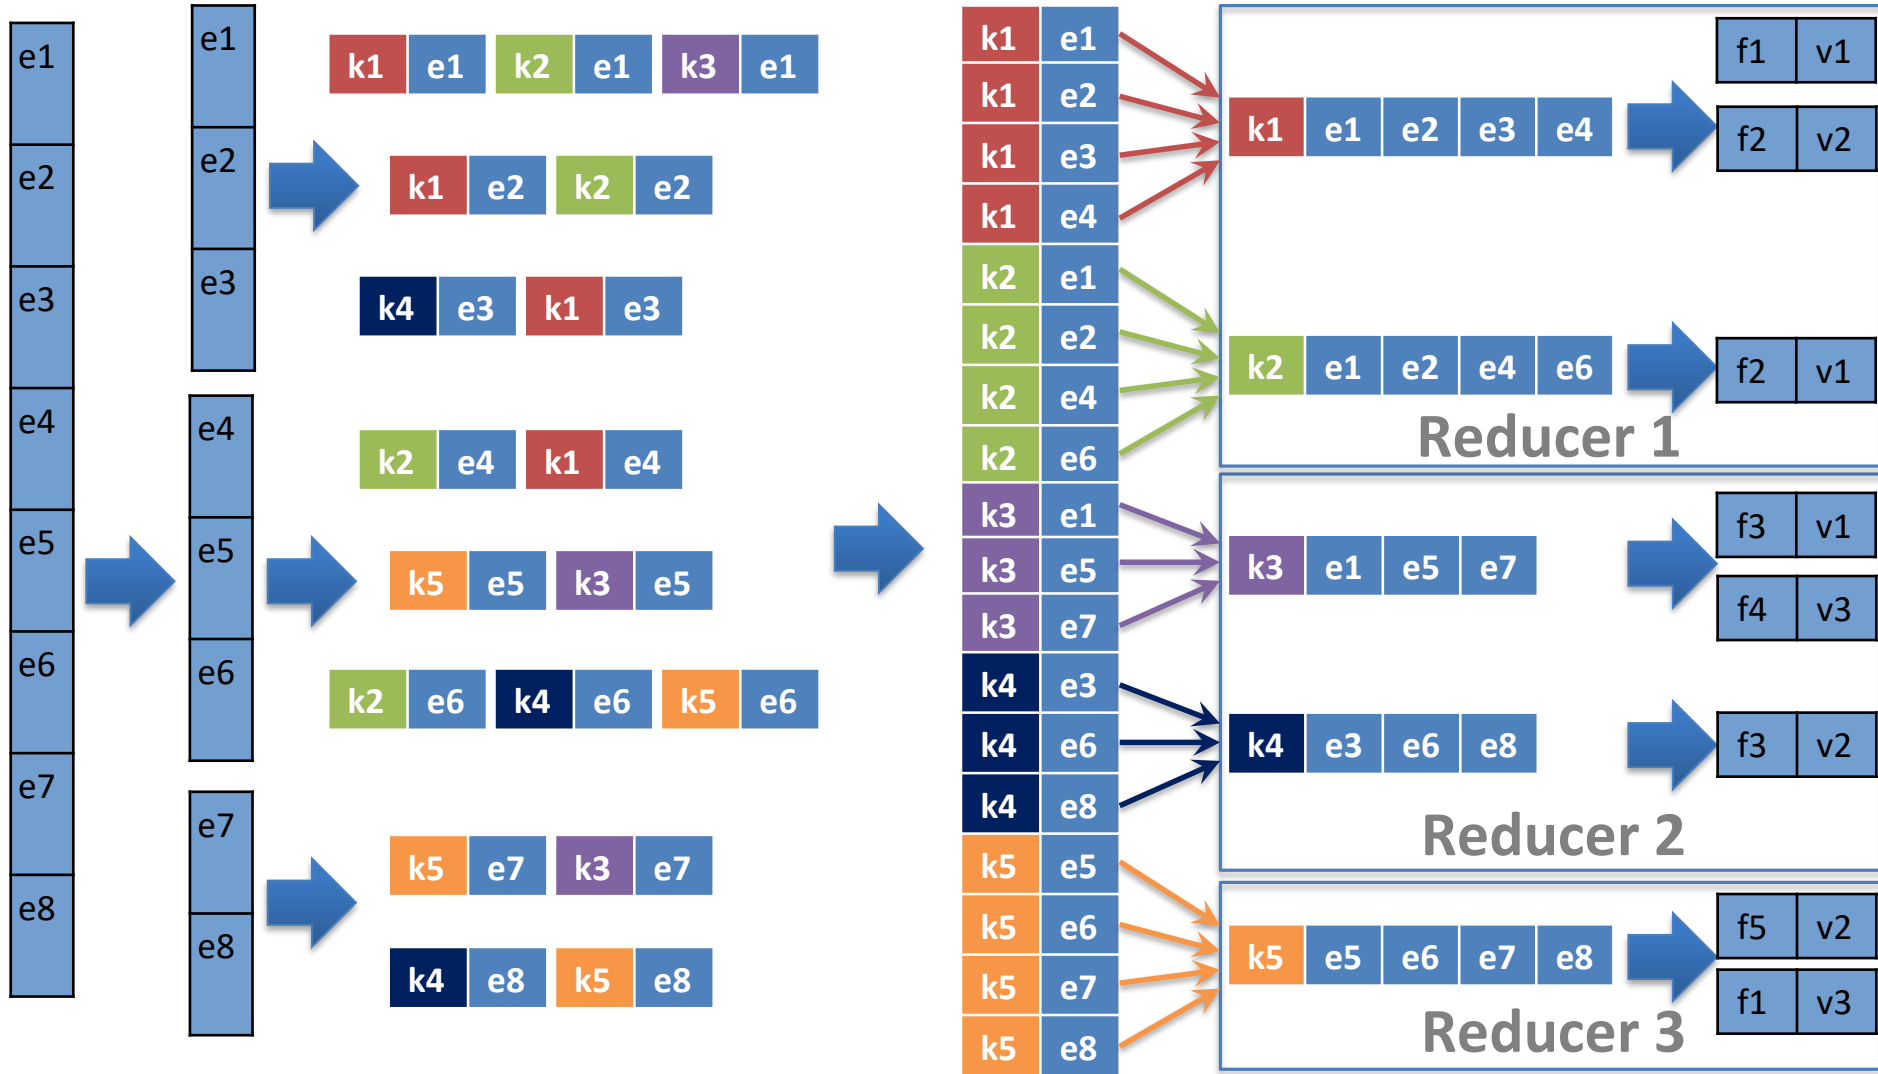 e1
e2
e3
e4
e5
e6
e7
e8
e1
e2
e3
e4
e5
e6
e7
e8
k1 e1 k2 e1 k3 e1
k1 e2 k2 e2
k4 e3 k1 e3
k2 e4 k1 e4
k5 e5 k3 e5
k2 e6 k4 e6 k5 e6
k5 e7 k3 e7
k4 e8 k5 e8
k1 e1
k1 e2
k1 e3
k1 e4
k2 e1
k2 e2
k2 e4
k2 e6
k3 e1
k3 e5
k3 e7
k4 e3
k4 e6
k4 e8
k5 e5
k5 e6
k5 e7
k5 e8
k1 e1 e2 e3 e4
f1 v1
f2 v2
k2 e1 e2 e4 e6
f2 v1
Reducer 1
k3 e1 e5 e7
f3 v1
f4 v3
k4 e3 e6 e8
f3 v2
Reducer 2
k5 e5 e6 e7 e8
f5 v2
f1 v3
Reducer 3